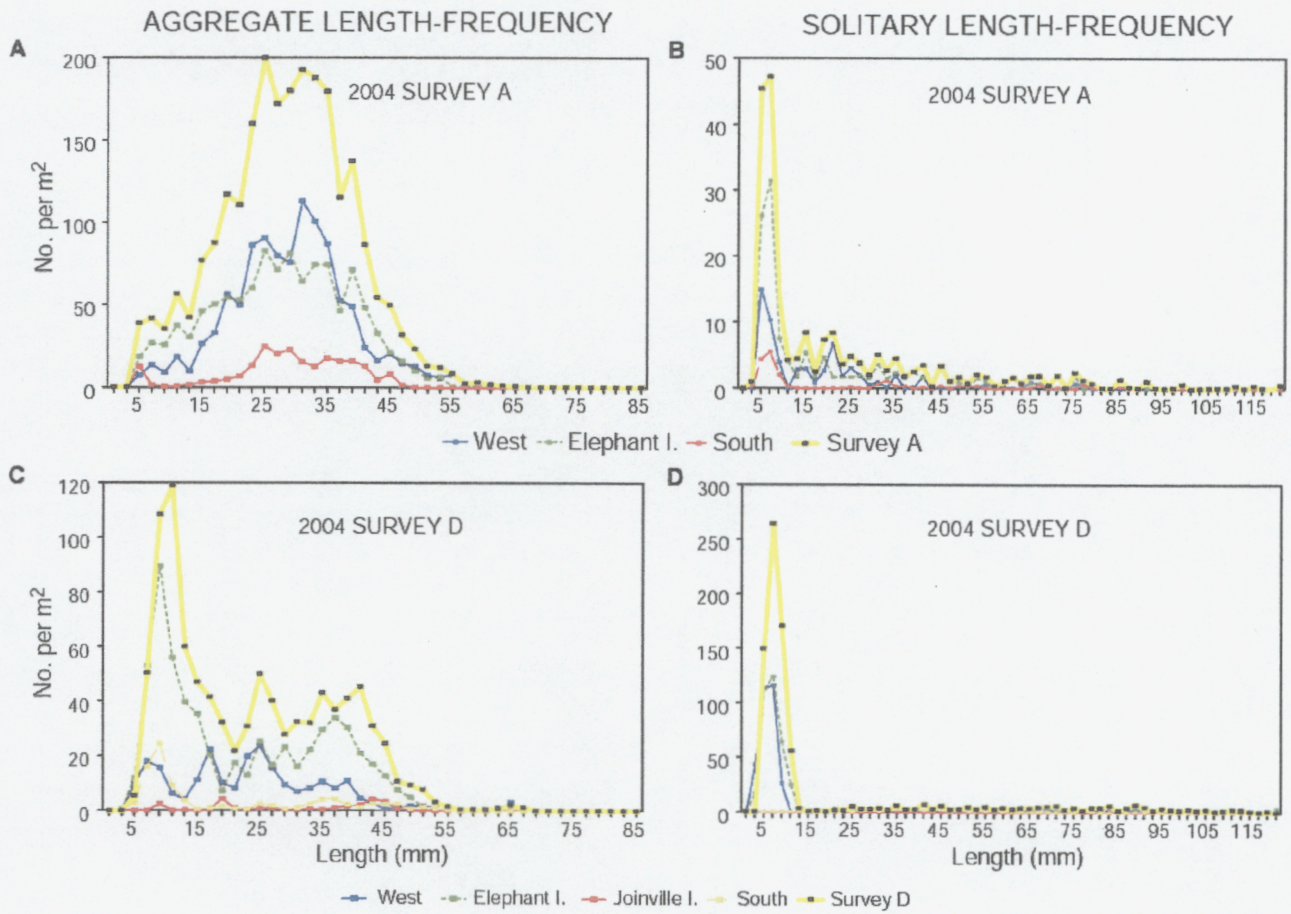 AGGREGATE LENGTH-FREQUENCY
SOLITARY LENGTH-FREQUENCY
A
2004 SURVEY A
No. per m²
200
150
100
50
0
5 15 25 35 45 55 65 75 85
B
2004 SURVEY A
50
40
30
20
10
0
5 15 25 35 45 55 65 75 85 95 105 115
West Elephant I. South Survey A
C
2004 SURVEY D
No. per m²
120
100
80
60
40
20
0
5 15 25 35 45 55 65 75 85
Length (mm)
D
2004 SURVEY D
300
250
200
150
100
50
0
5 15 25 35 45 55 65 75 85 95 105 115
Length (mm)
West Elephant I. Joinville I. South Survey D